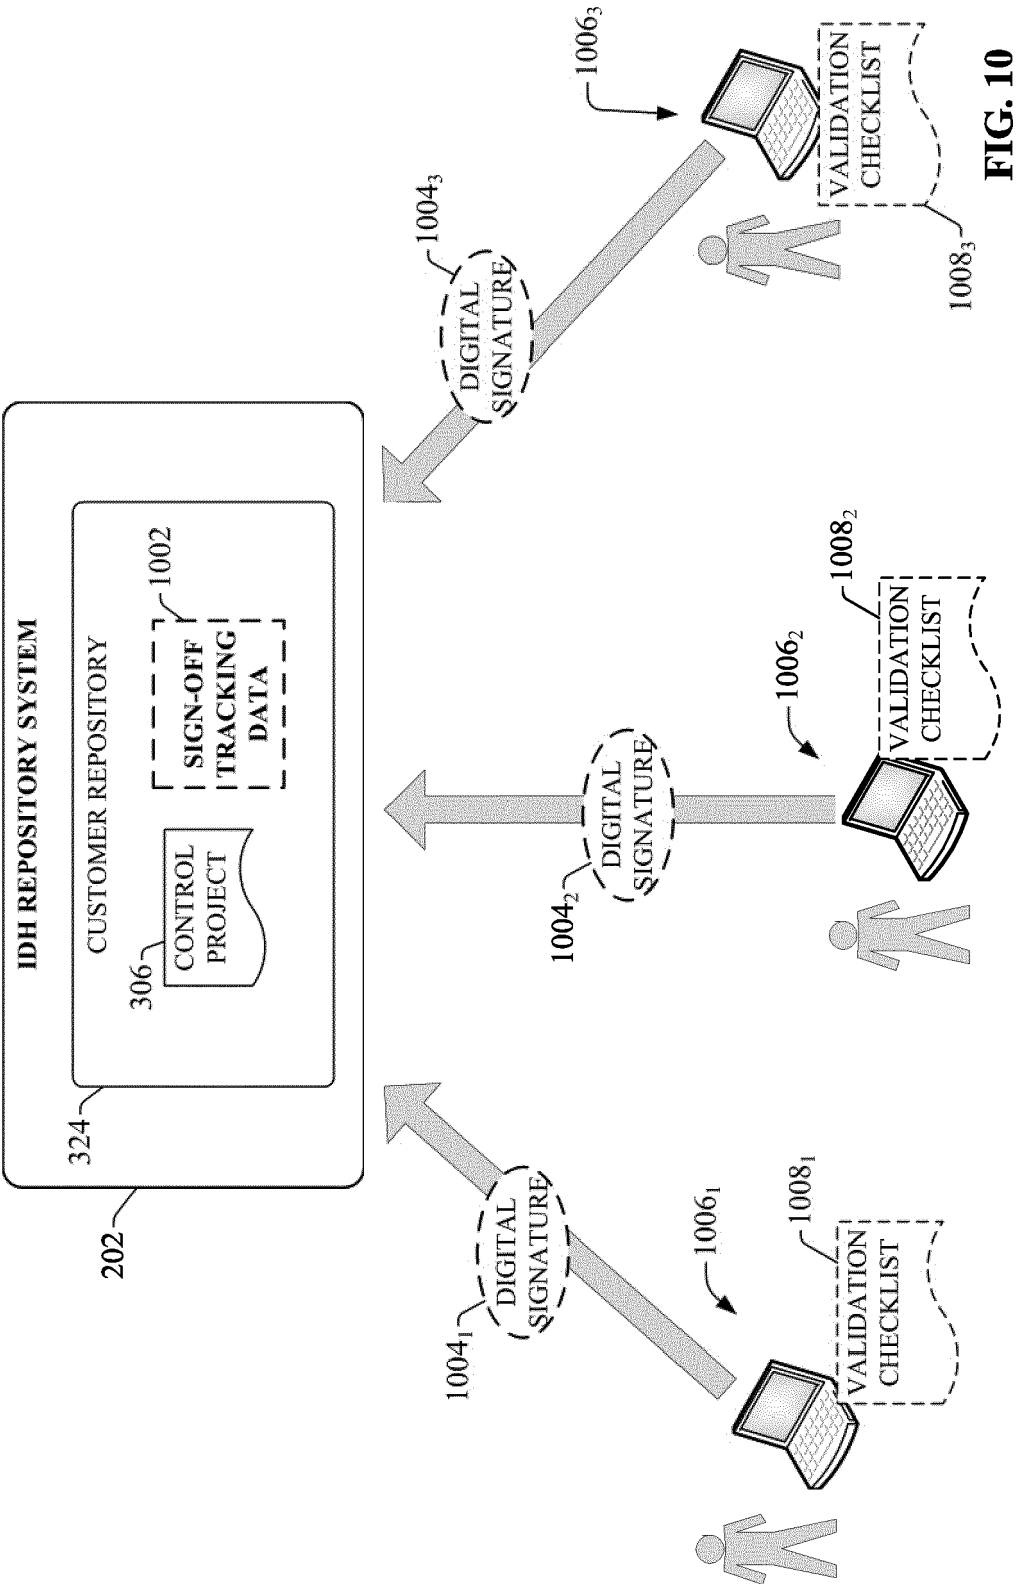 IDH REPOSITORY SYSTEM
CUSTOMER REPOSITORY
324
202
306
CONTROL
PROJECT
SIGN-OFF
TRACKING
DATA
1002
1004₁
DIGITAL
SIGNATURE
1004₂
DIGITAL
SIGNATURE
1004₃
DIGITAL
SIGNATURE
1006₁
1008₁
VALIDATION
CHECKLIST
1006₂
1008₂
VALIDATION
CHECKLIST
1006₃
VALIDATION
CHECKLIST
1008₃
FIG. 10